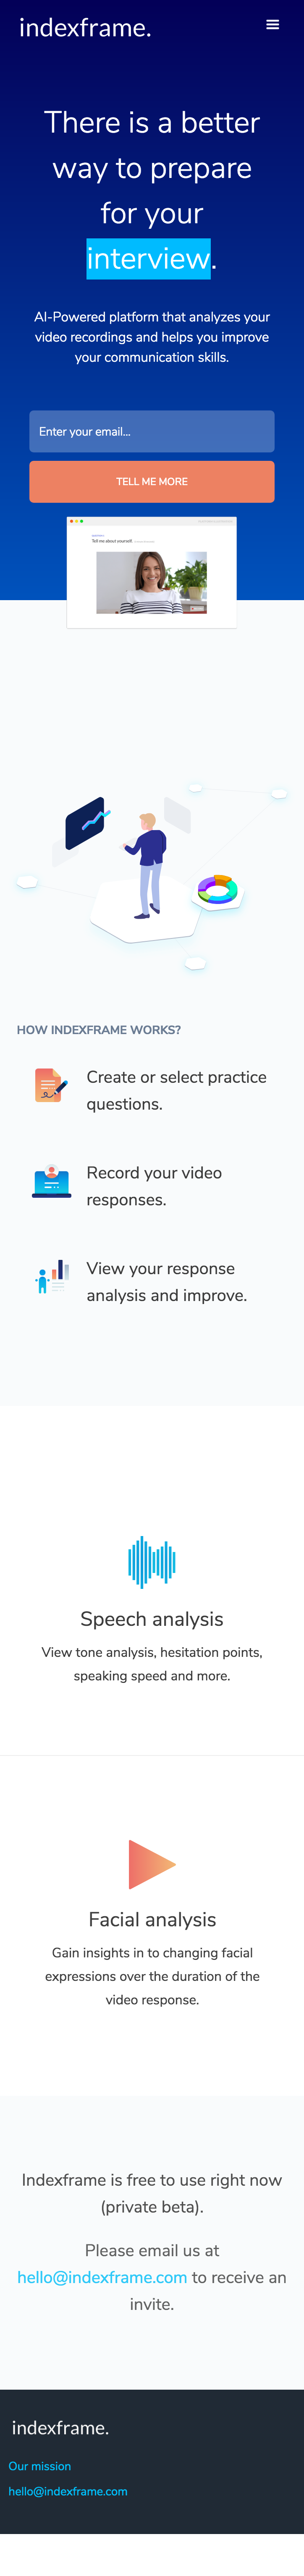 indexframe.
There is a better
way to prepare
for your
interview.
AI-Powered platform that analyzes your
video recordings and helps you improve
your communication skills.
Enter your email...
TELL ME MORE
Tell me about yourself.
HOW INDEXFRAME WORKS?
Create or select practice
questions.
Record your video
responses.
View your response
analysis and improve.
Speech analysis
View tone analysis, hesitation points,
speaking speed and more.
Facial analysis
Gain insights in to changing facial
expressions over the duration of the
video response.
Indexframe is free to use right now
(private beta).
Please email us at
hello@indexframe.com to receive an
invite.
indexframe.
Our mission
hello@indexframe.com